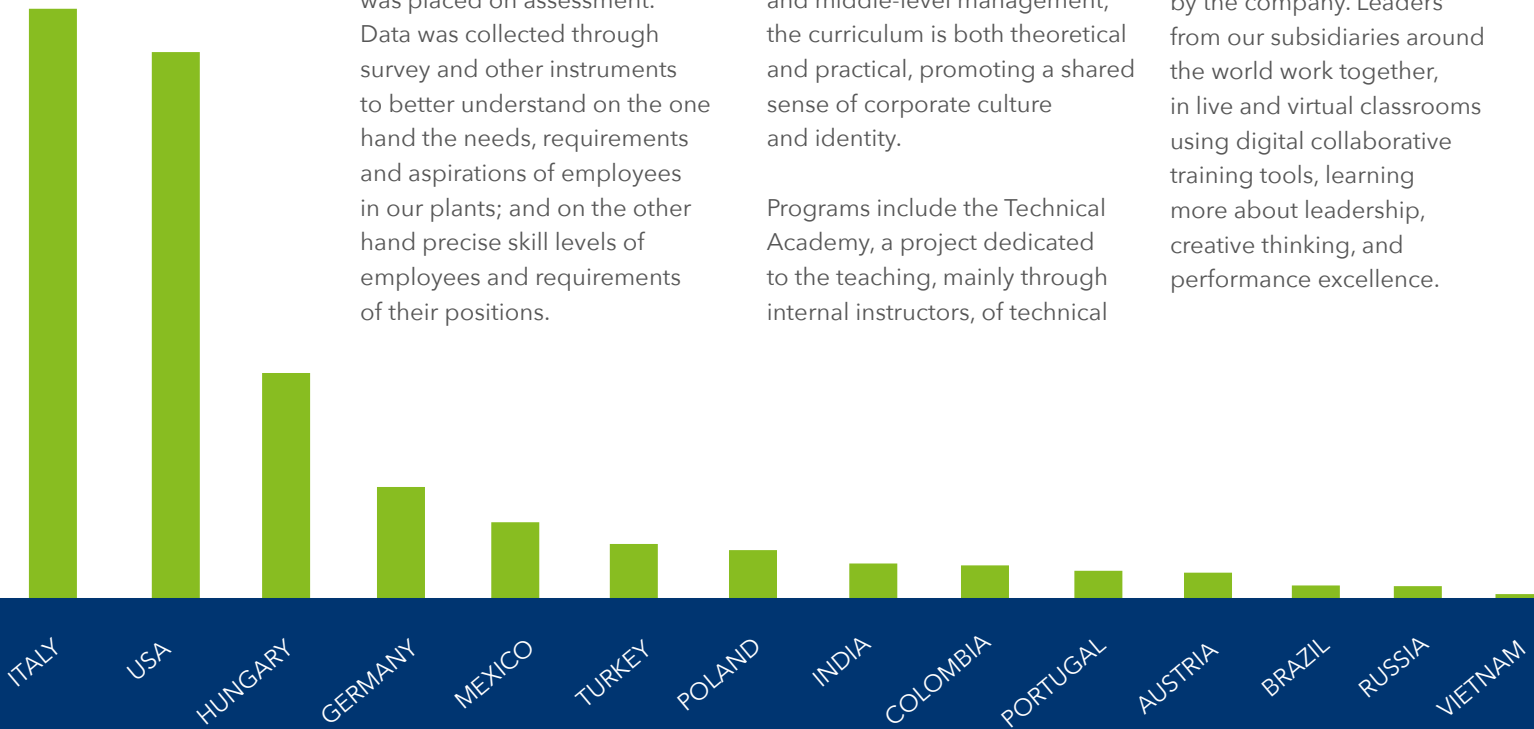 was placed on assessment.
Data was collected through
survey and other instruments
to better understand on the one
hand the needs, requirements
and aspirations of employees
in our plants; and on the other
hand precise skill levels of
employees and requirements
of their positions.
and middle-level management,
the curriculum is both theoretical
and practical, promoting a shared
sense of corporate culture
and identity.
Programs include the Technical
Academy, a project dedicated
to the teaching, mainly through
internal instructors, of technical
by the company. Leaders
from our subsidiaries around
the world work together,
in live and virtual classrooms
using digital collaborative
training tools, learning
more about leadership,
creative thinking, and
performance excellence.
ITALY
USA
HUNGARY
GERMANY
MEXICO
TURKEY
POLAND
INDIA
COLOMBIA
PORTUGAL
AUSTRIA
BRAZIL
RUSSIA
VIETNAM